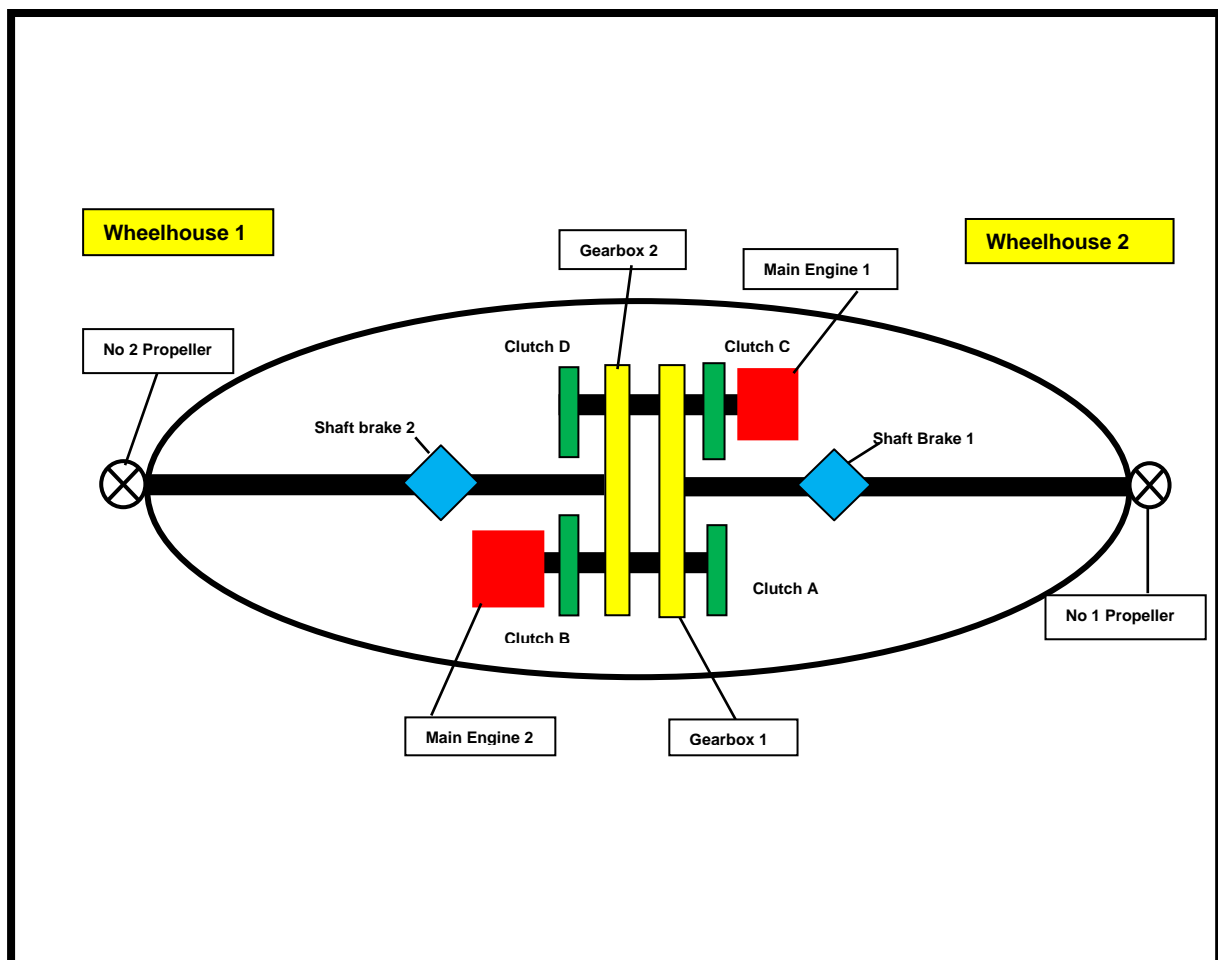 Wheelhouse 1
Wheelhouse 2
Gearbox 2
Main Engine 1
No 2 Propeller
Clutch D
Clutch C
Shaft brake 2
Shaft Brake 1
Clutch A
No 1 Propeller
Clutch B
Main Engine 2
Gearbox 1